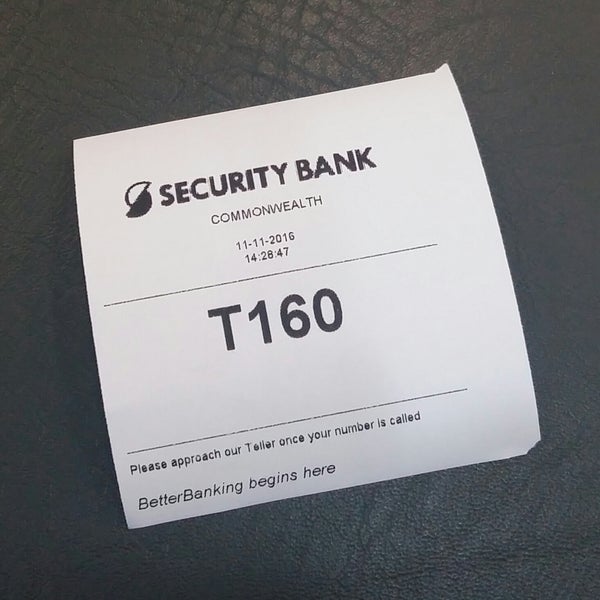 SECURITY BANK
COMMONWEALTH
11-11-2016
14:28:47
T160
Please approach our Teller once your number is called
BetterBanking begins here